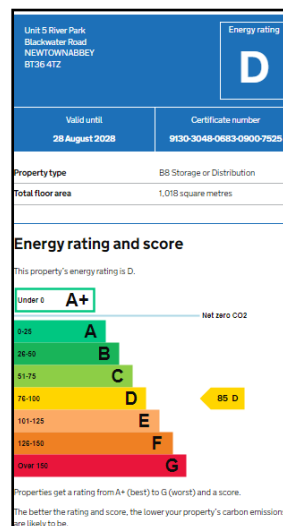 Unit 5 River Park
Blackwater Road
NEWTOWNABBEY
BT36 4TZ
Energy rating
D
Valid until
28 August 2028
Certificate number
9130-3048-0683-0900-7525
Property type B8 Storage or Distribution
Total floor area 1,018 square metres
Energy rating and score
This property's energy rating is D.
Under 0 A+
Net zero CO2
0-25 A
26-50 B
51-75 C
76-100 D 85 D
101-125 E
126-150 F
Over 150 G
Properties get a rating from A+ (best) to G (worst) and a score.
The better the rating and score, the lower your property's carbon emissions
are likely to be.